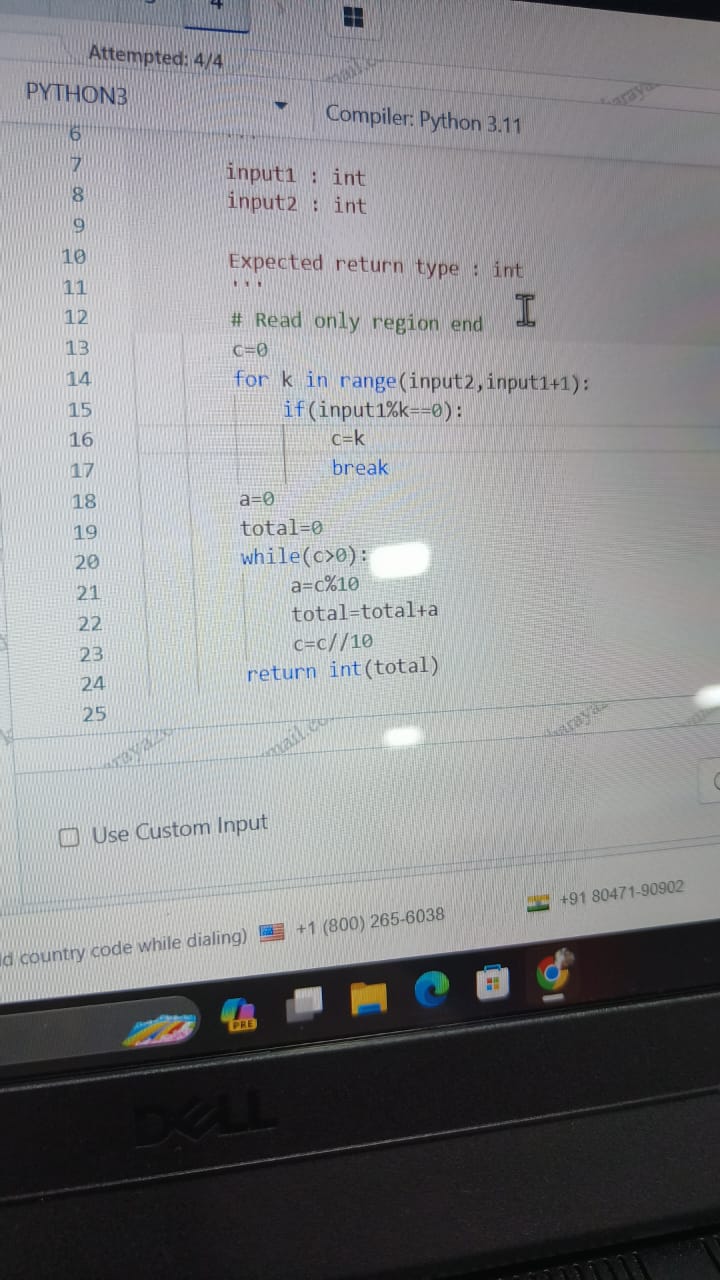 4
Attempted: 4/4
PYTHON3
Compiler: Python 3.11
6 '''
7 input1 : int
8 input2 : int
9
10 Expected return type : int
11 '''
12 # Read only region end
13 c=0
14 for k in range(input2,input1+1):
15 if(input1%k==0):
16 c=k
17 break
18 a=0
19 total=0
20 while(c>0):
21 a=c%10
22 total=total+a
23 c=c//10
24 return int(total)
25
Use Custom Input
country code while dialing) +1 (800) 265-6038 +91 80471-90902
PRE
DELL